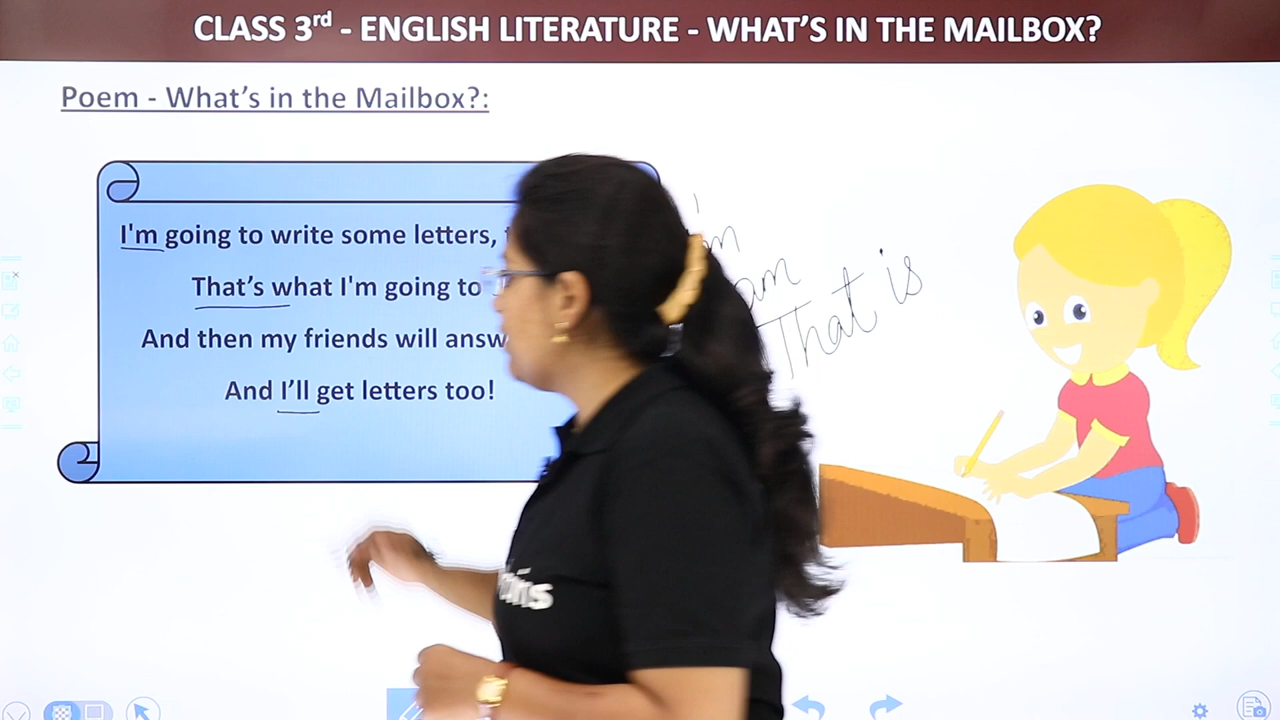 CLASS 3rd - ENGLISH LITERATURE - WHAT'S IN THE MAILBOX?
Poem - What's in the Mailbox?:
I'm going to write some letters,
That's what I'm going to
And then my friends will answ
And I'll get letters too!
'm
am
That is